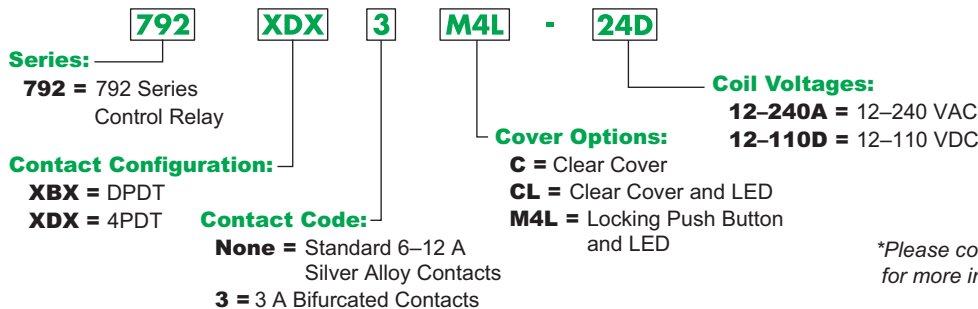 792 XDX 3 M4L - 24D
Series:
792 = 792 Series
Control Relay
Contact Configuration:
XBX = DPDT
XDX = 4PDT
Contact Code:
None = Standard 6–12 A
Silver Alloy Contacts
3 = 3 A Bifurcated Contacts
Cover Options:
C = Clear Cover
CL = Clear Cover and LED
M4L = Locking Push Button
and LED
Coil Voltages:
12–240A = 12–240 VAC
12–110D = 12–110 VDC
*Please co
for more in